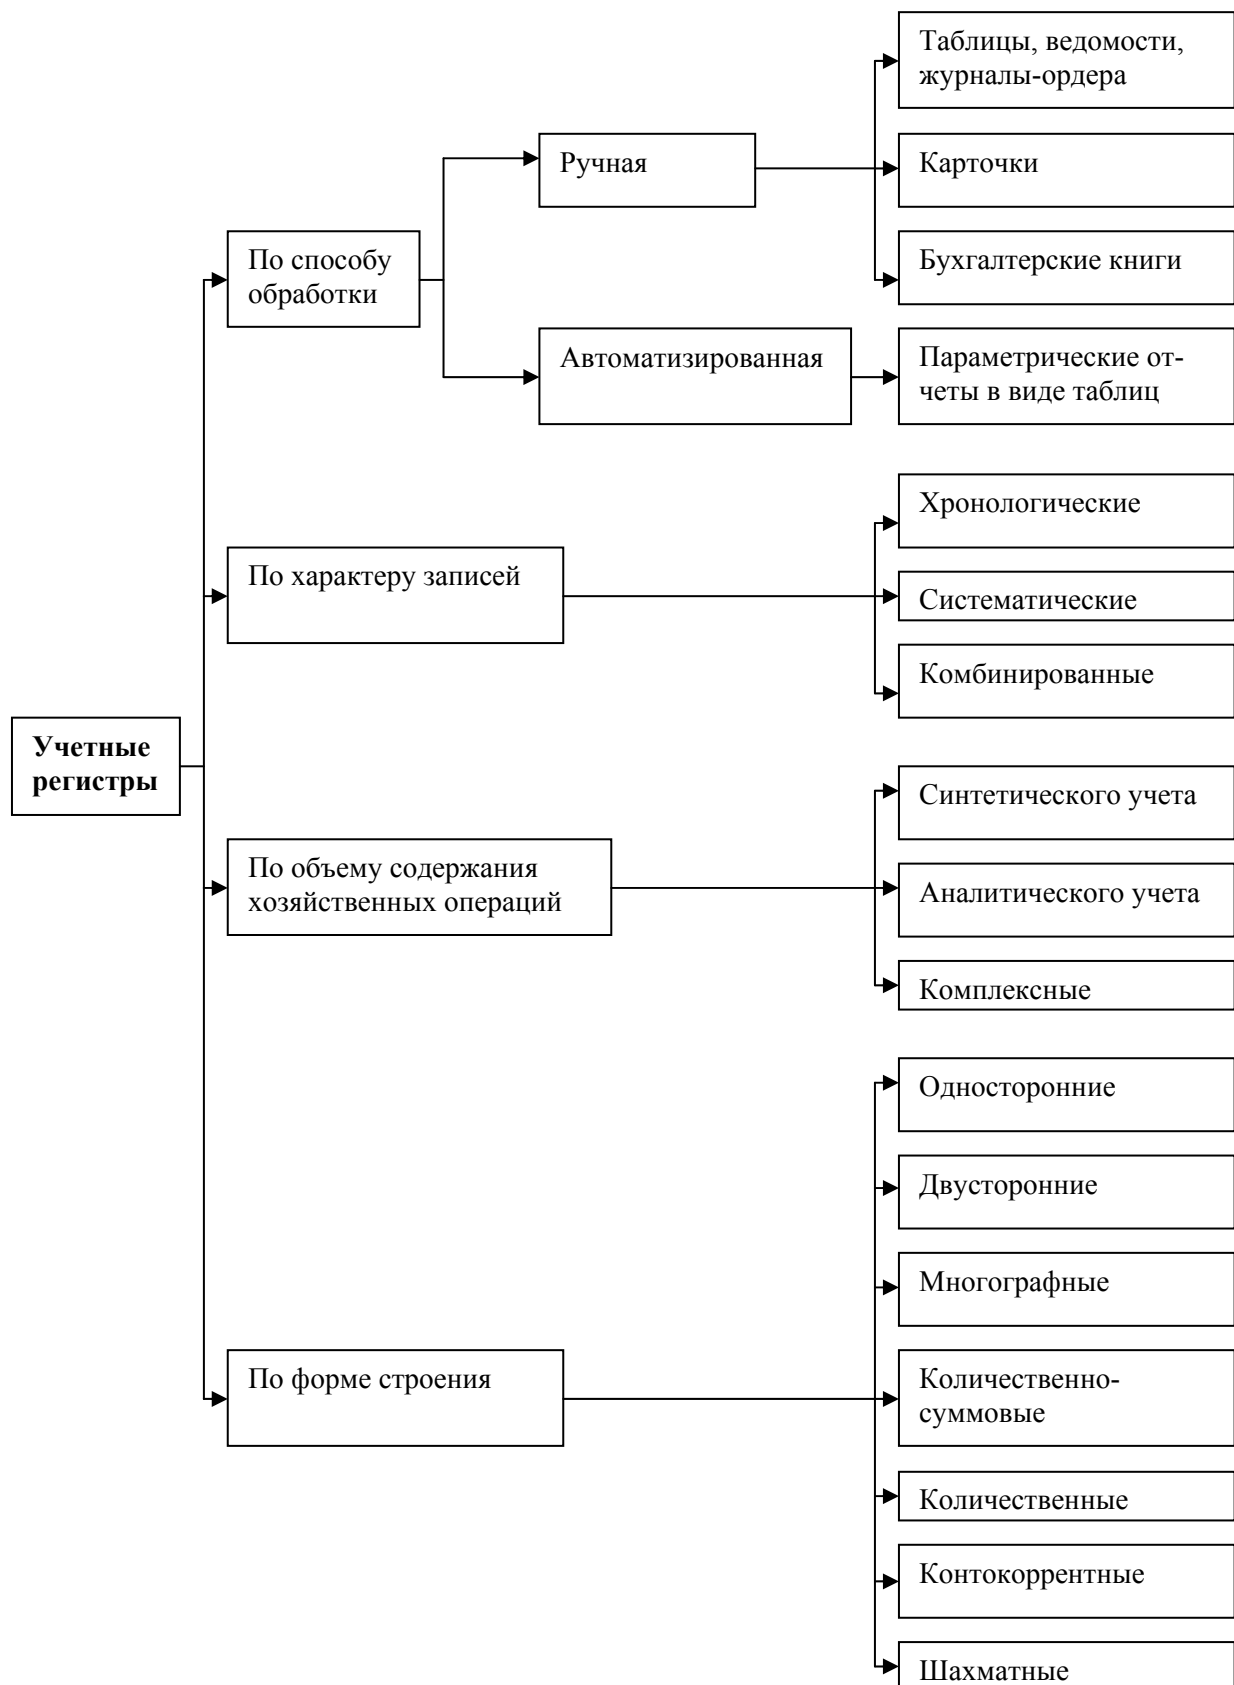 Таблицы, ведомости,
журналы-ордера
Ручная
Карточки
По способу
обработки
Бухгалтерские книги
Автоматизированная
Параметрические от-
четы в виде таблиц
Хронологические
По характеру записей
Систематические
Комбинированные
Учетные
регистры
Синтетического учета
По объему содержания
хозяйственных операций
Аналитического учета
Комплексные
Односторонние
Двусторонние
Многографные
По форме строения
Количественно-
суммовые
Количественные
Контокоррентные
Шахматные